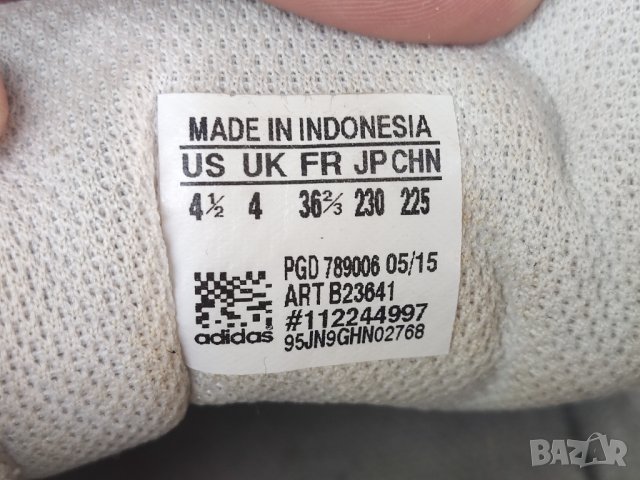 MADE IN INDONESIA
US UK FR JP CHN
4½ 4 36⅔ 230 225
PGD 789006 05/15
ART B23641
#112244997
adidas 95JN9GHN02768
BAZAR